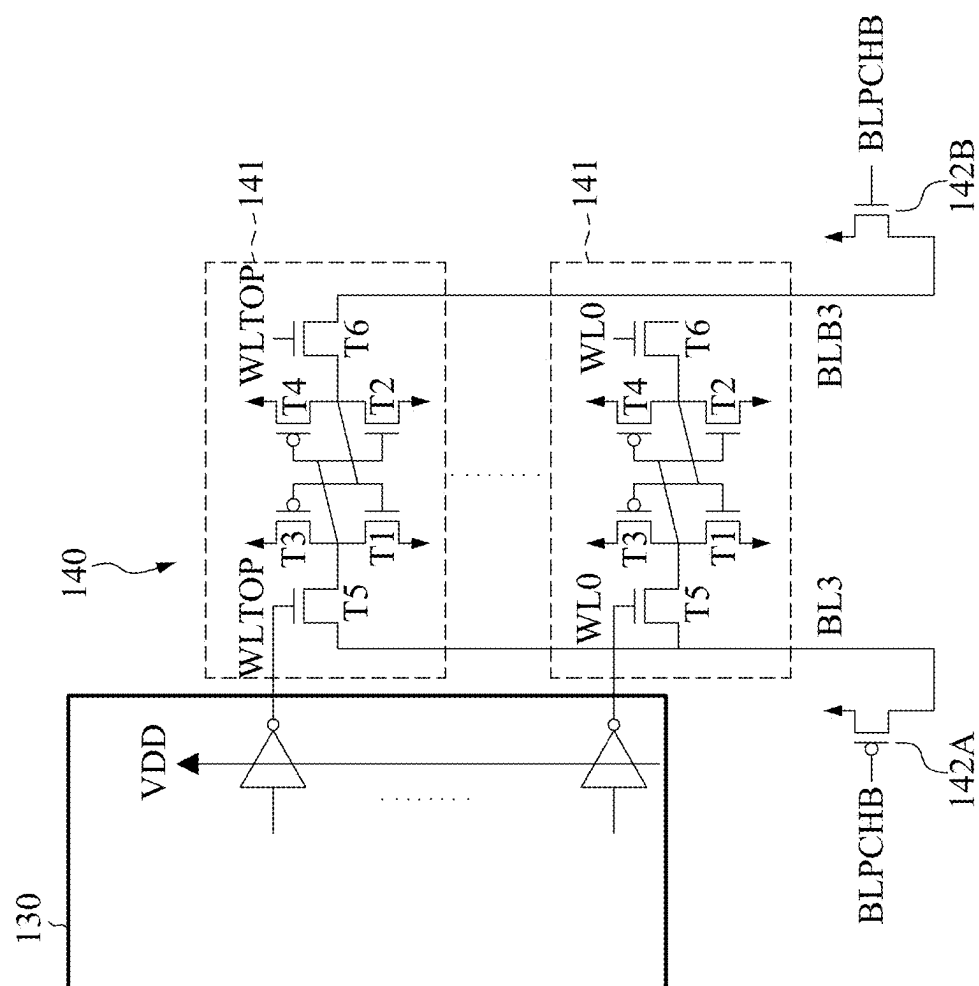 130
VDD
BLPCHB
142A
140
WLTOP
T5
T3
T1
T4
T2
WLTOP
T6
141
WL0
T5
T3
T1
T4
T2
WL0
T6
141
BL3
BLB3
BLPCHB
142B